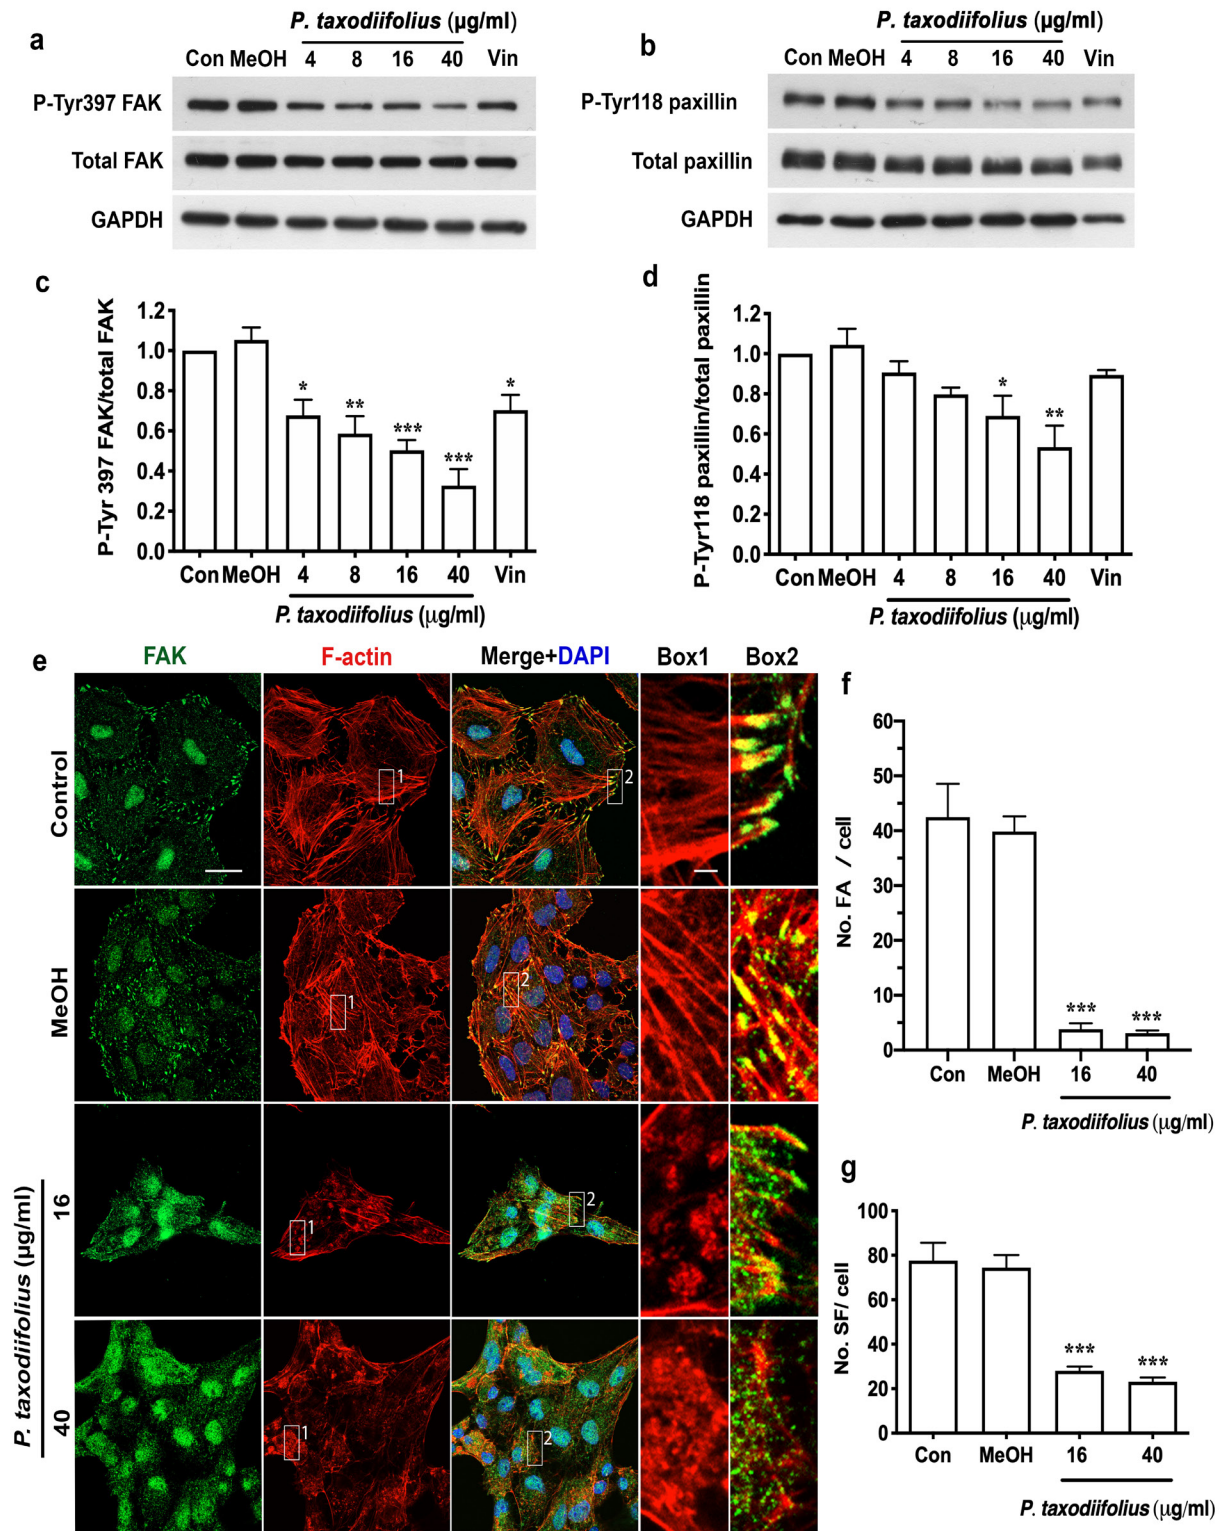 a
P. taxodiifolius (µg/ml)
Con MeOH 4 8 16 40 Vin
P-Tyr397 FAK
Total FAK
GAPDH
b
P. taxodiifolius (µg/ml)
Con MeOH 4 8 16 40 Vin
P-Tyr118 paxillin
Total paxillin
GAPDH
c
P-Tyr 397 FAK/total FAK
1.2
1.0
0.8
0.6
0.4
0.2
0.0
* ** *** *** *
Con MeOH 4 8 16 40 Vin
P. taxodiifolius (µg/ml)
d
P-Tyr118 paxillin/total paxillin
1.2
1.0
0.8
0.6
0.4
0.2
0.0
* **
Con MeOH 4 8 16 40 Vin
P. taxodiifolius (µg/ml)
e
FAK F-actin Merge+DAPI Box1 Box2
Control
1 2
MeOH
1 2
P. taxodiifolius (µg/ml)
16
1 2
40
1 2
f
No. FA / cell
60
50
40
30
20
10
0
*** ***
Con MeOH 16 40
P. taxodiifolius (µg/ml)
g
No. SF/ cell
100
80
60
40
20
0
*** ***
Con MeOH 16 40
P. taxodiifolius (µg/ml)